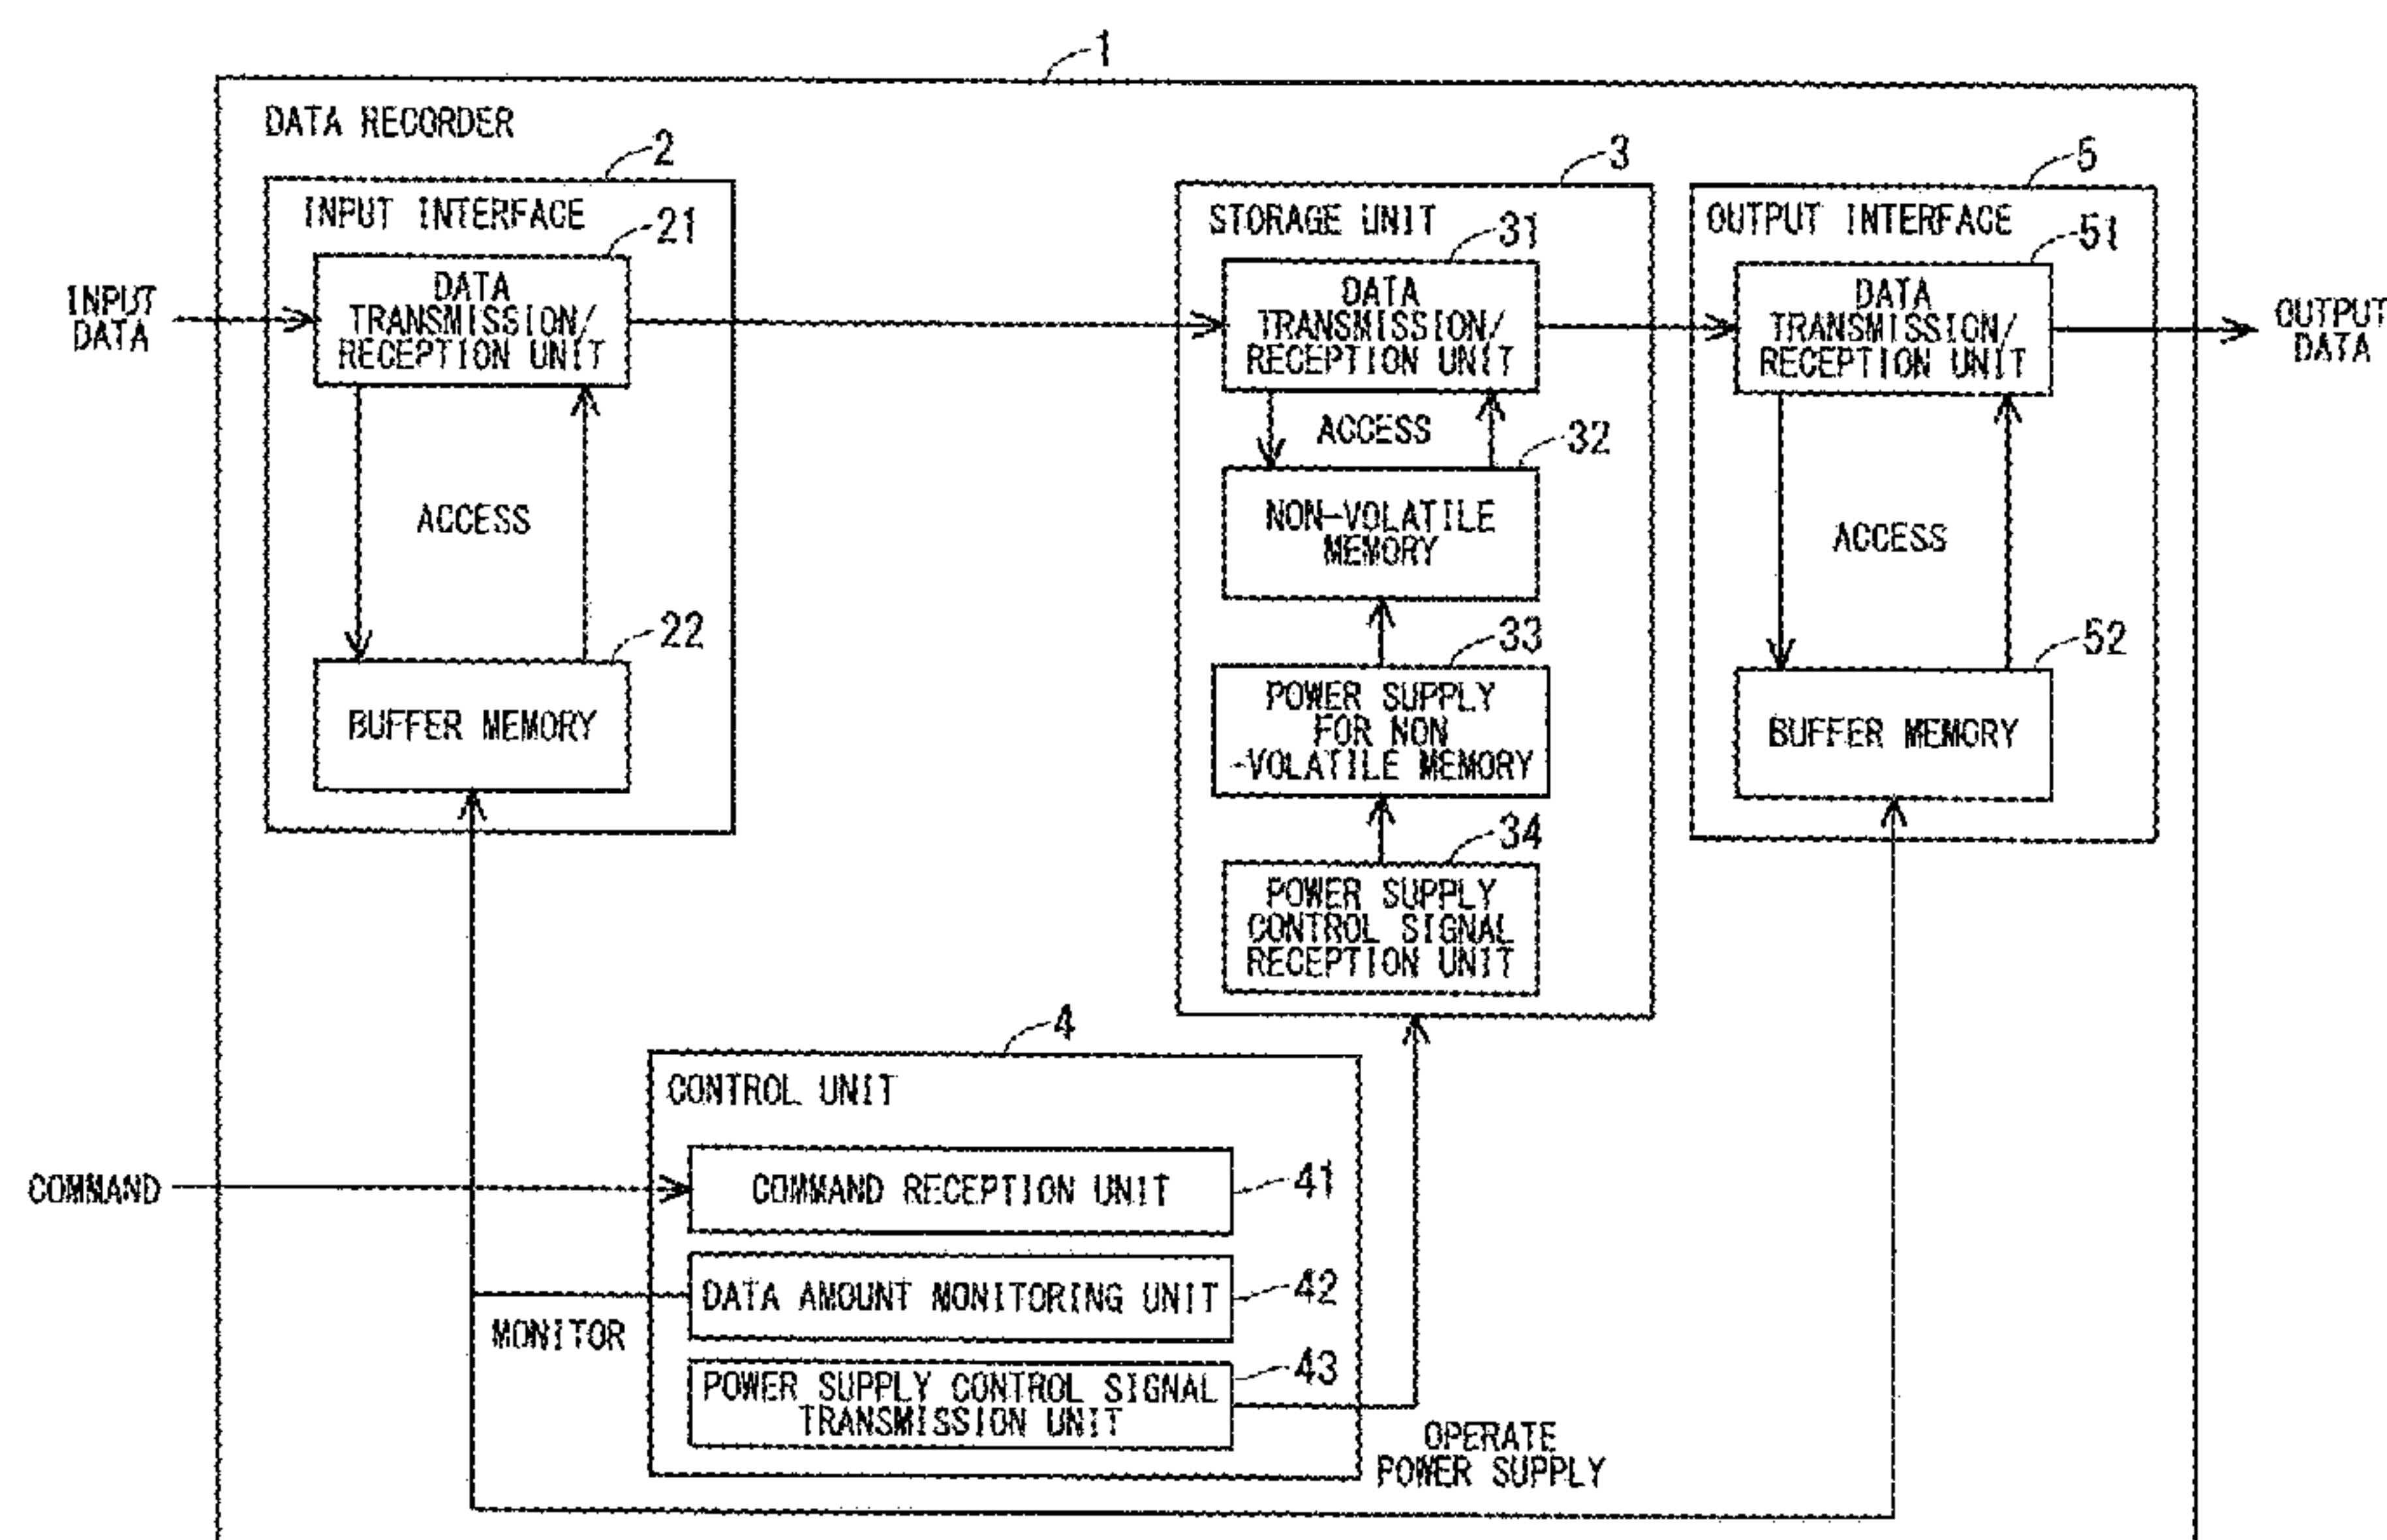 1
DATA RECORDER
2
INPUT INTERFACE
21
DATA
TRANSMISSION/
RECEPTION UNIT
INPUT
DATA
ACCESS
22
BUFFER MEMORY
3
STORAGE UNIT
31
DATA
TRANSMISSION/
RECEPTION UNIT
ACCESS
32
NON-VOLATILE
MEMORY
33
POWER SUPPLY
FOR NON
-VOLATILE MEMORY
34
POWER SUPPLY
CONTROL SIGNAL
RECEPTION UNIT
5
OUTPUT INTERFACE
51
DATA
TRANSMISSION/
RECEPTION UNIT
OUTPUT
DATA
ACCESS
52
BUFFER MEMORY
4
CONTROL UNIT
COMMAND
COMMAND RECEPTION UNIT
41
DATA AMOUNT MONITORING UNIT
42
MONITOR
POWER SUPPLY CONTROL SIGNAL
TRANSMISSION UNIT
43
OPERATE
POWER SUPPLY